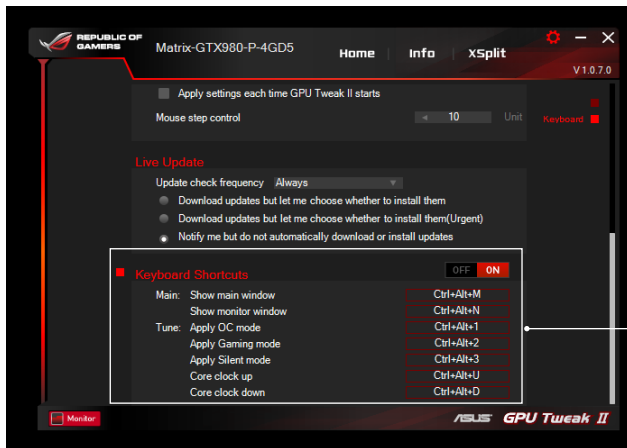 REPUBLIC OF
GAMERS
Matrix-GTX980-P-4GD5
Home
Info
XSplit
V1.0.7.0
Apply settings each time GPU Tweak II starts
Mouse step control
10
Unit
Keyboard
Live Update
Update check frequency
Always
Download updates but let me choose whether to install them
Download updates but let me choose whether to install them(Urgent)
Notify me but do not automatically download or install updates
Keyboard Shortcuts
OFF
ON
Main: Show main window Ctrl+Alt+M
Show monitor window Ctrl+Alt+N
Tune: Apply OC mode Ctrl+Alt+1
Apply Gaming mode Ctrl+Alt+2
Apply Silent mode Ctrl+Alt+3
Core clock up Ctrl+Alt+U
Core clock down Ctrl+Alt+D
Monitor
ASUS GPU Tweak II